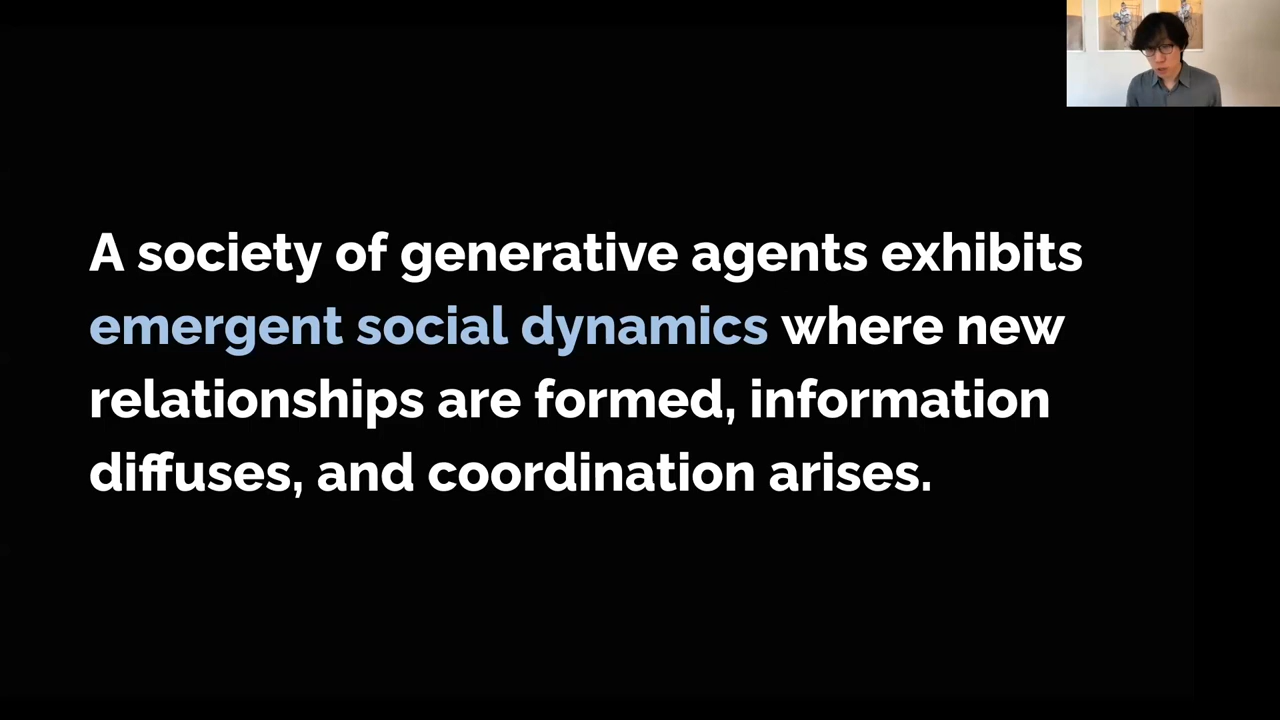 A society of generative agents exhibits
emergent social dynamics where new
relationships are formed, information
diffuses, and coordination arises.